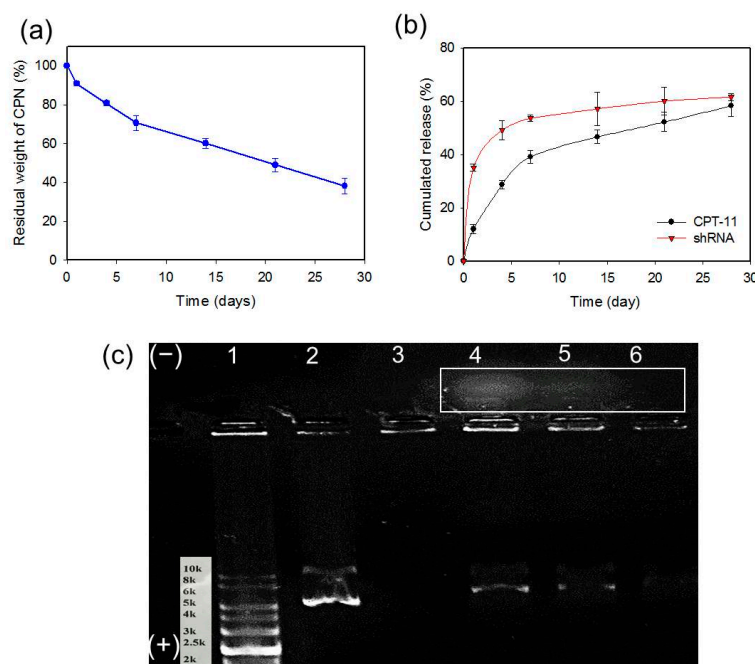 (a)
Residual weight of CPN (%)
100
80
60
40
20
0
0 5 10 15 20 25 30
Time (days)
(b)
Cumulated release (%)
80
60
40
20
0
CPT-11
shRNA
0 5 10 15 20 25 30
Time (day)
(c)
(−) 1 2 3 4 5 6
10k
8k
6k
5k
4k
3k
2.5k
2k
(+)